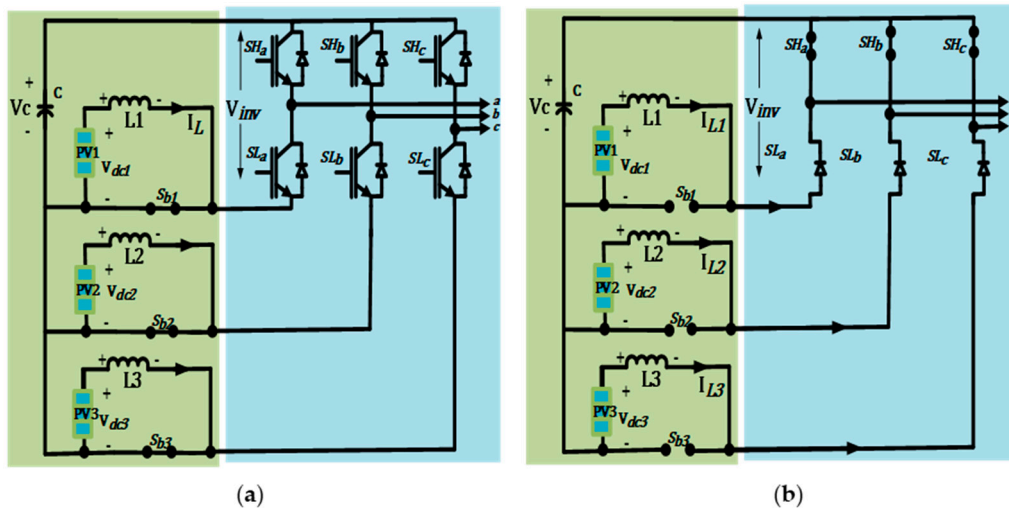 SHa SHb SHc
+
Vc C
-
+ - IL
L1
Vinv
a
b
c
PV1 +
Vdc1
-
SLa SLb SLc
Sb1
+ -
L2
PV2 +
Vdc2
-
Sb2
+ -
L3
PV3 +
Vdc3
-
Sb3
(a)
SHa SHb SHc
+
Vc C
-
+ - IL1
L1
Vinv
PV1 +
Vdc1
-
SLa SLb SLc
Sb1
+ -
L2 IL2
PV2 +
Vdc2
-
Sb2
+ -
L3 IL3
PV3 +
Vdc3
-
Sb3
(b)